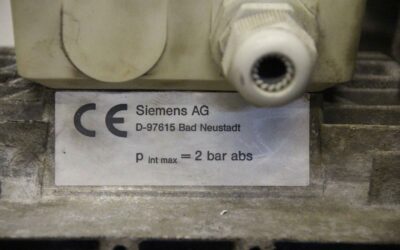 CE Siemens AG
D-97615 Bad Neustadt
p int max = 2 bar abs